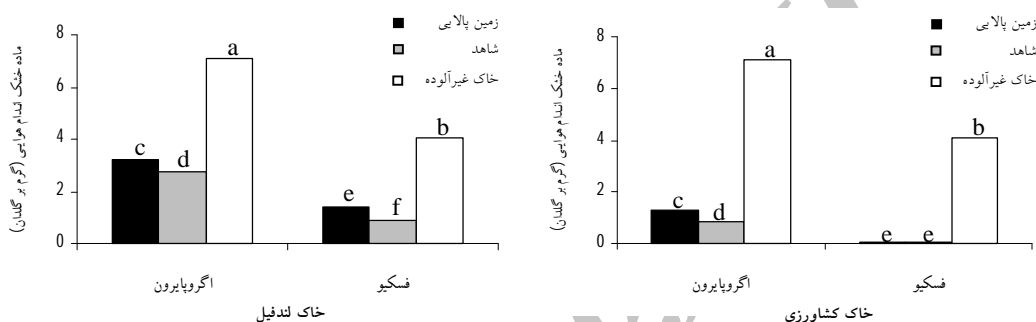 ماده خشک اندام هوایی (گرم بر گلدان)
8
6
4
2
0
زمین پالایی
شاهد
خاک غیرآلوده
c
d
a
e
f
b
اگروپایرون
فسکیو
خاک لندفیل
ماده خشک اندام هوایی (گرم بر گلدان)
8
6
4
2
0
زمین پالایی
شاهد
خاک غیرآلوده
c
d
a
e
e
b
اگروپایرون
فسکیو
خاک کشاورزی